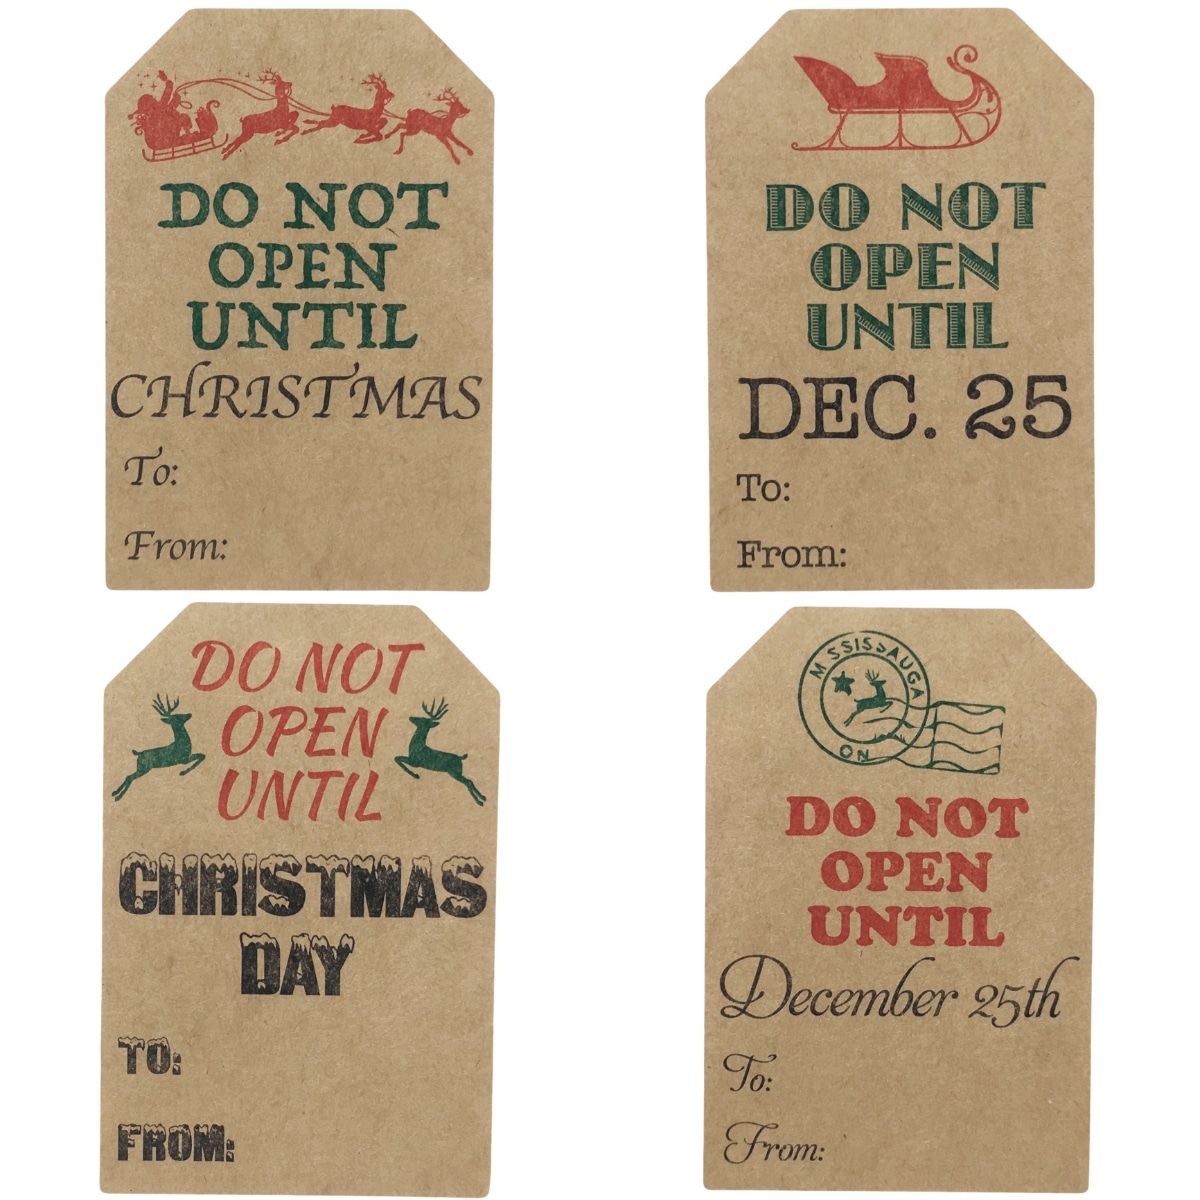 DO NOT
OPEN
UNTIL
CHRISTMAS
To:
From:
DO NOT
OPEN
UNTIL
DEC. 25
To:
From:
DO NOT
OPEN
UNTIL
CHRISTMAS
DAY
TO:
FROM:
MISSISSAUGA
ON
DO NOT
OPEN
UNTIL
December 25th
To:
From: